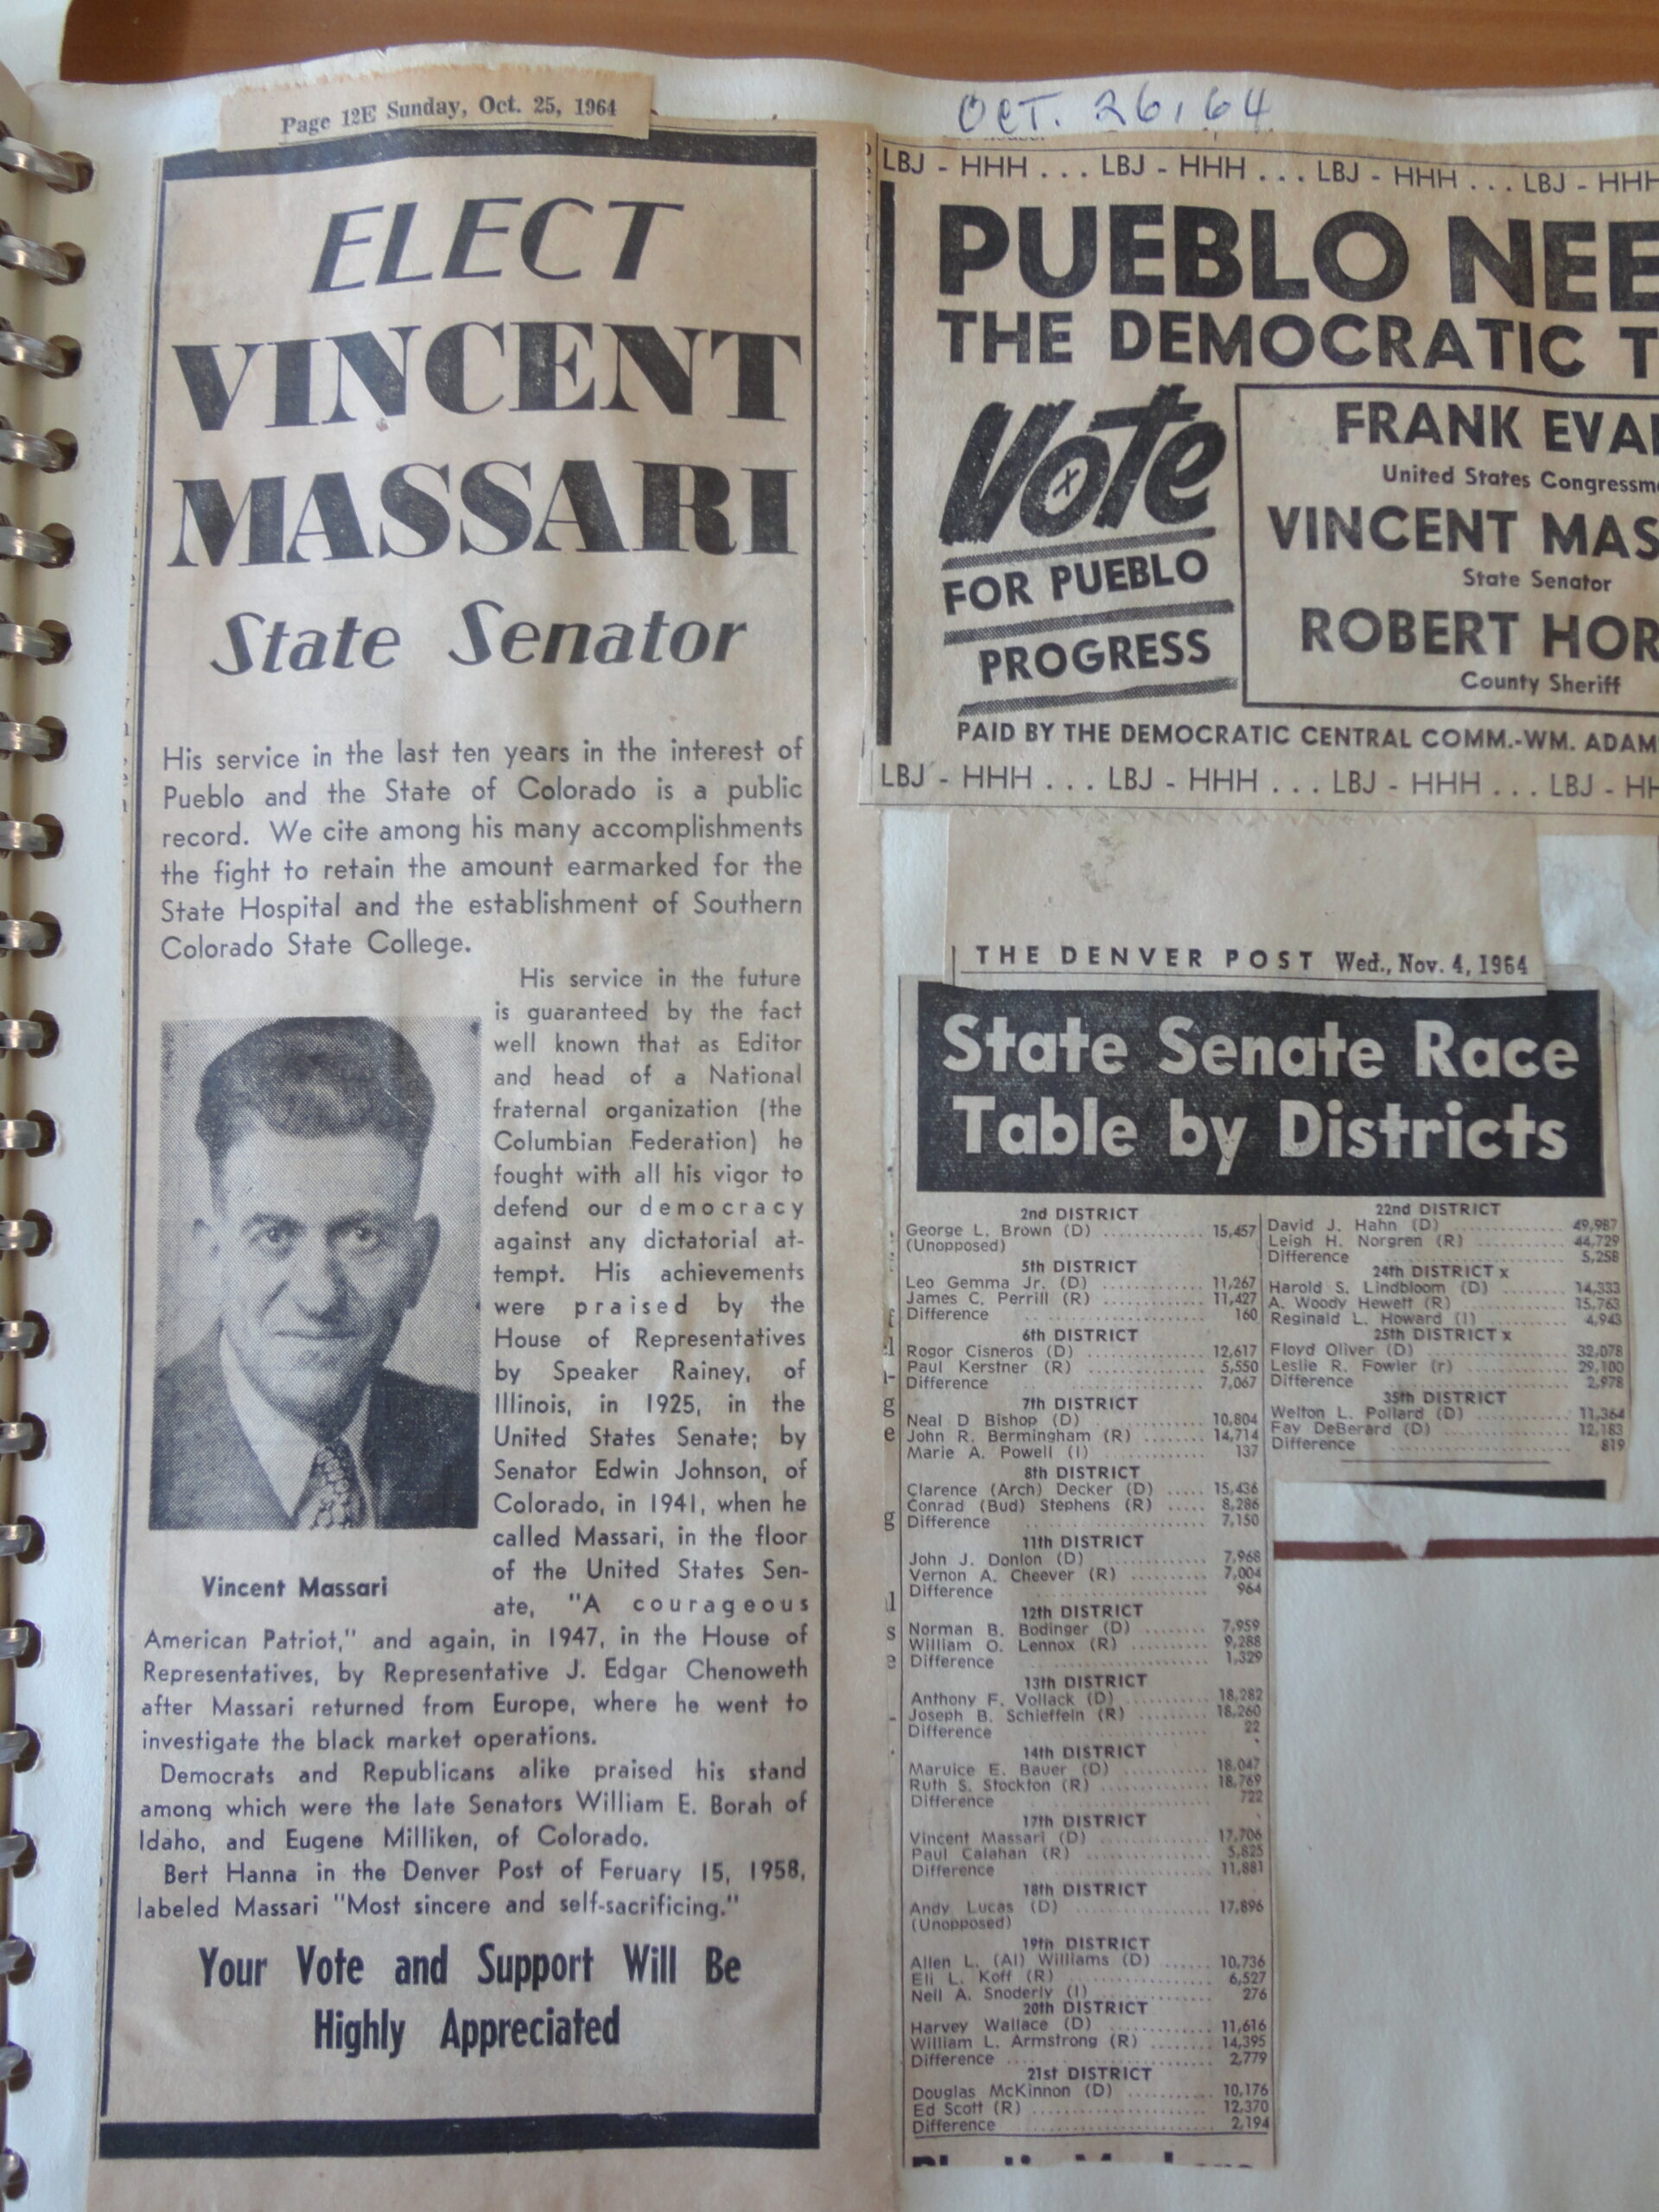 Page 12E Sunday, Oct. 25, 1964
ELECT
VINCENT
MASSARI
State Senator
His service in the last ten years in the interest of
Pueblo and the State of Colorado is a public
record. We cite among his many accomplishments
the fight to retain the amount earmarked for the
State Hospital and the establishment of Southern
Colorado State College.
His service in the future
is guaranteed by the fact
well known that as Editor
and head of a National
fraternal organization (the
Columbian Federation) he
fought with all his vigor to
defend our democracy
against any dictatorial at-
tempt. His achievements
were praised by the
House of Representatives
by Speaker Rainey, of
Illinois, in 1925, in the
United States Senate; by
Senator Edwin Johnson, of
Colorado, in 1941, when he
called Massari, in the floor
of the United States Sen-
ate, "A courageous
Vincent Massari
American Patriot," and again, in 1947, in the House of
Representatives, by Representative J. Edgar Chenoweth
after Massari returned from Europe, where he went to
investigate the black market operations.
Democrats and Republicans alike praised his stand
among which were the late Senators William E. Borah of
Idaho, and Eugene Milliken, of Colorado.
Bert Hanna in the Denver Post of Feruary 15, 1958,
labeled Massari "Most sincere and self-sacrificing."
Your Vote and Support Will Be
Highly Appreciated
OCT. 26, 64
LBJ - HHH ... LBJ - HHH ... LBJ - HHH ... LBJ - HHH
PUEBLO NEE
THE DEMOCRATIC T
Vote
x
FOR PUEBLO
PROGRESS
FRANK EVA
United States Congressm
VINCENT MAS
State Senator
ROBERT HOR
County Sheriff
PAID BY THE DEMOCRATIC CENTRAL COMM.-WM. ADAM
LBJ - HHH ... LBJ - HHH ... LBJ - HHH ... LBJ - HH
THE DENVER POST Wed., Nov. 4, 1964
State Senate Race
Table by Districts
2nd DISTRICT
George L. Brown (D) ............ 15,457
(Unopposed)
5th DISTRICT
Leo Gemma Jr. (D) ............ 11,267
James C. Perrill (R) ............ 11,427
Difference ............ 160
6th DISTRICT
Rogor Cisneros (D) ............ 12,617
Paul Kerstner (R) ............ 5,550
Difference ............ 7,067
7th DISTRICT
Neal D Bishop (D) ............ 10,804
John R. Bermingham (R) ........ 14,714
Marie A. Powell (I) ............ 137
8th DISTRICT
Clarence (Arch) Decker (D) ..... 15,436
Conrad (Bud) Stephens (R) ..... 8,286
Difference ............ 7,150
11th DISTRICT
John J. Donlon (D) ............ 7,968
Vernon A. Cheever (R) .......... 7,004
Difference ............ 964
12th DISTRICT
Norman B. Bodinger (D) ........ 7,959
William O. Lennox (R) .......... 9,288
Difference ............ 1,329
13th DISTRICT
Anthony F. Vollack (D) .......... 18,282
Joseph B. Schieffeln (R) ......... 18,260
Difference ............ 22
14th DISTRICT
Maruice E. Bauer (D) ........... 18,047
Ruth S. Stockton (R) ............ 18,769
Difference ............ 722
17th DISTRICT
Vincent Massari (D) ............ 17,706
Paul Calahan (R) ............ 5,825
Difference ............ 11,881
18th DISTRICT
Andy Lucas (D) ............ 17,896
(Unopposed)
19th DISTRICT
Allen L. (Al) Williams (D) ...... 10,736
Eli L. Koff (R) ............ 6,527
Neil A. Snoderly (I) ............ 276
20th DISTRICT
Harvey Wallace (D) ............ 11,616
William L. Armstrong (R) ........ 14,395
Difference ............ 2,779
21st DISTRICT
Douglas McKinnon (D) ........... 10,176
Ed Scott (R) ............ 12,370
Difference ............ 2,194
22nd DISTRICT
David J. Hahn (D) ............ 49,987
Leigh H. Norgren (R) ........... 44,729
Difference ............ 5,258
24th DISTRICT x
Harold S. Lindbloom (D) ........ 14,333
A. Woody Hewett (R) ............ 15,763
Reginald L. Howard (I) .......... 4,943
25th DISTRICT x
Floyd Oliver (D) ............ 32,078
Leslie R. Fowler (r) ............ 29,100
Difference ............ 2,978
35th DISTRICT
Welton L. Pollard (D) ........... 11,364
Fay DeBerard (D) ............ 12,183
Difference ............ 819